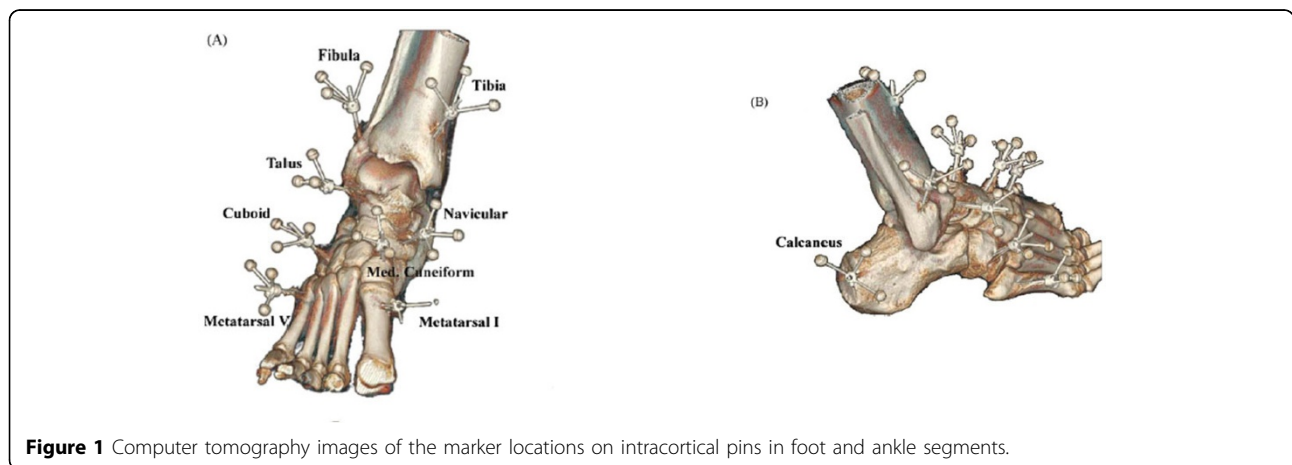 (A)
Fibula
Tibia
Talus
Cuboid
Navicular
Med. Cuneiform
Metatarsal V
Metatarsal I
(B)
Calcaneus
Figure 1 Computer tomography images of the marker locations on intracortical pins in foot and ankle segments.